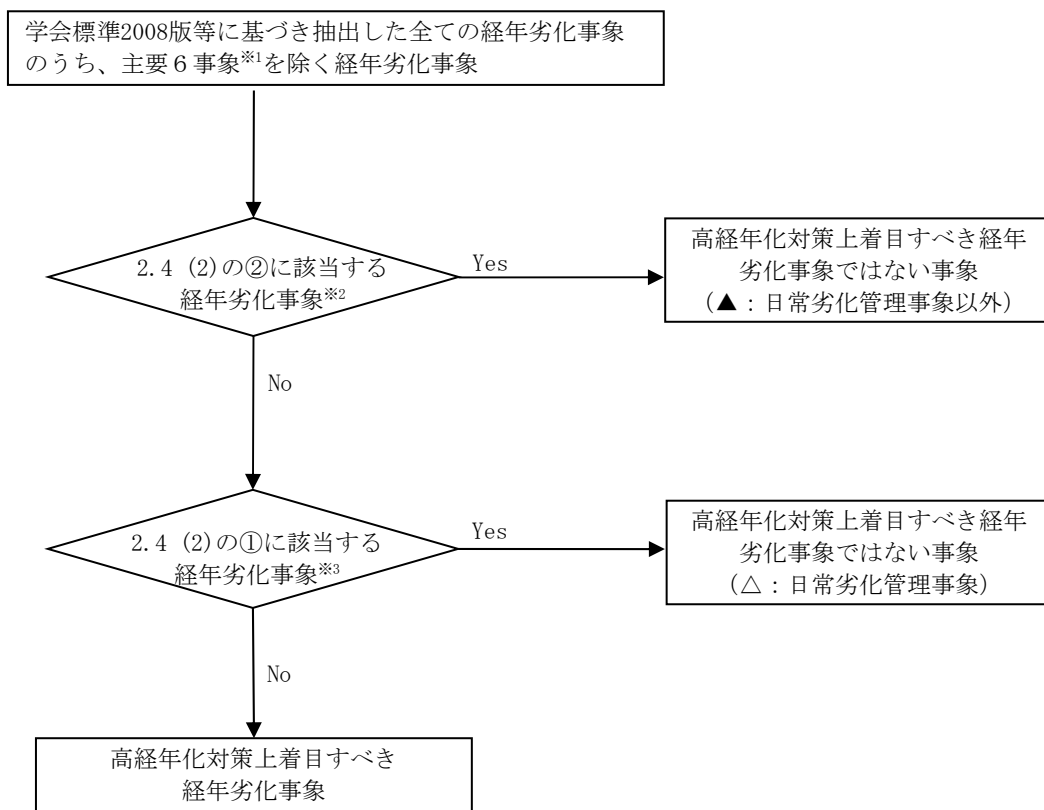 学会標準2008版等に基づき抽出した全ての経年劣化事象
のうち、主要６事象※1を除く経年劣化事象
2.4 (2)の②に該当する
経年劣化事象※2
Yes
高経年化対策上着目すべき経年
劣化事象ではない事象
（▲：日常劣化管理事象以外）
No
2.4 (2)の①に該当する
経年劣化事象※3
Yes
高経年化対策上着目すべき経年
劣化事象ではない事象
（△：日常劣化管理事象）
No
高経年化対策上着目すべき
経年劣化事象